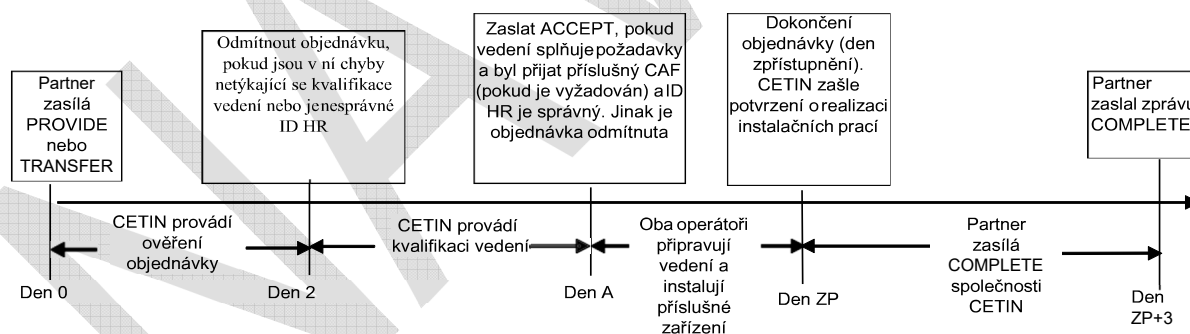 Partner
zasílá
PROVIDE
nebo
TRANSFER
Odmítnout objednávku,
pokud jsou v ní chyby
netýkající se kvalifikace
vedení nebo jenesprávné
ID HR
Zaslat ACCEPT, pokud
vedení splňuje požadavky
a byl přijat příslušný CAF
(pokud je vyžadován) a ID
HR je správný. Jinak je
objednávka odmítnuta
Dokončení
objednávky (den
zpřístupnění).
CETIN zašle
potvrzení o realizaci
instalačních prací
Partner
zaslal zprávu
COMPLETE
CETIN provádí
ověření
objednávky
CETIN provádí
kvalifikaci vedení
Oba operátoři
připravují
vedení a
instalují
příslušné
zařízení
Partner
zasílá
COMPLETE
společnosti
CETIN
Den 0
Den 2
Den A
Den ZP
Den
ZP+3